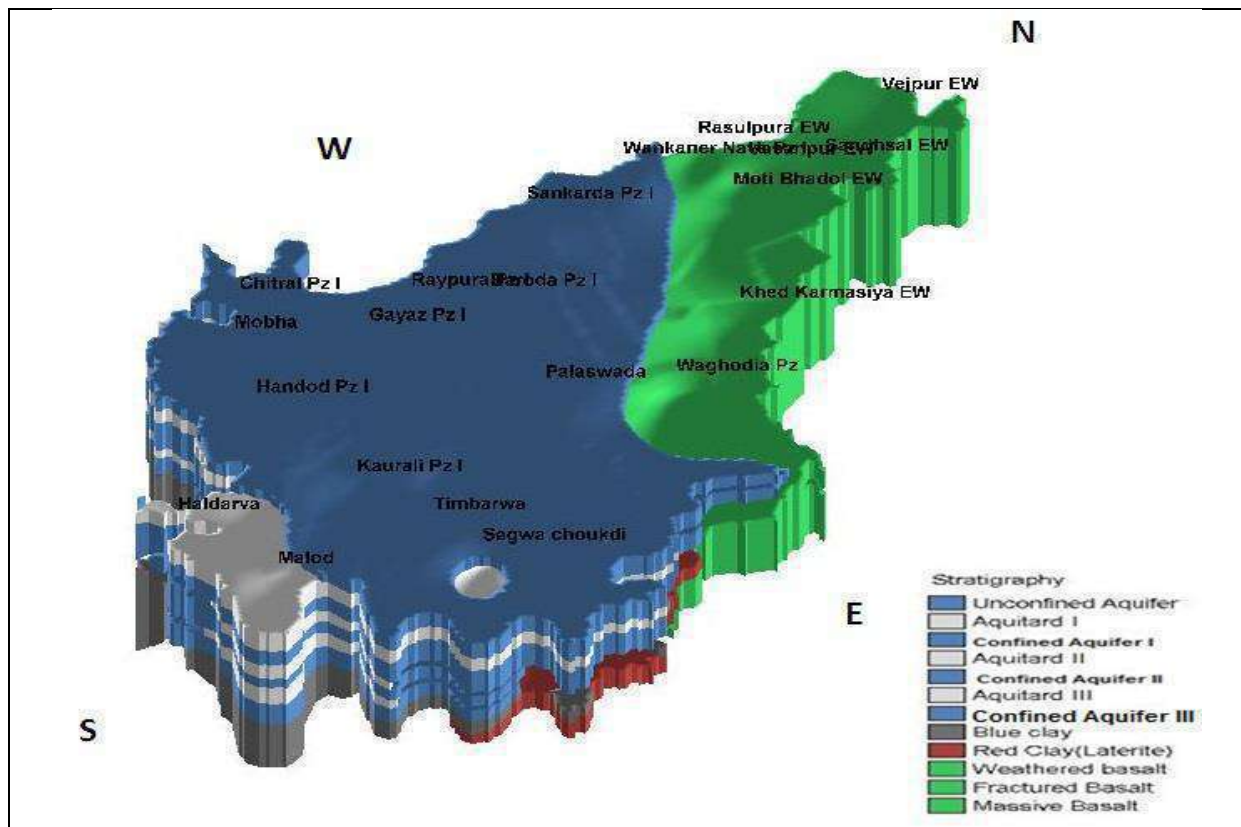 N
Vejpur EW
W
Rasulpura EW
Wankaner
Sandhsal EW
Moti Bhadol EW
Sankarda Pz I
Chitral Pz I
Pz I
Khed Karmasiya EW
Mobha
Gayaz Pz I
Palaswada
Waghodia Pz
Handod Pz I
Kaurali Pz I
Haldarva
Timbarwa
Segwa choukdi
Malod
E
S
Stratigraphy
Unconfined Aquifer
Aquitard I
Confined Aquifer I
Aquitard II
Confined Aquifer II
Aquitard III
Confined Aquifer III
Blue clay
Red Clay(Laterite)
Weathered basalt
Fractured Basalt
Massive Basalt